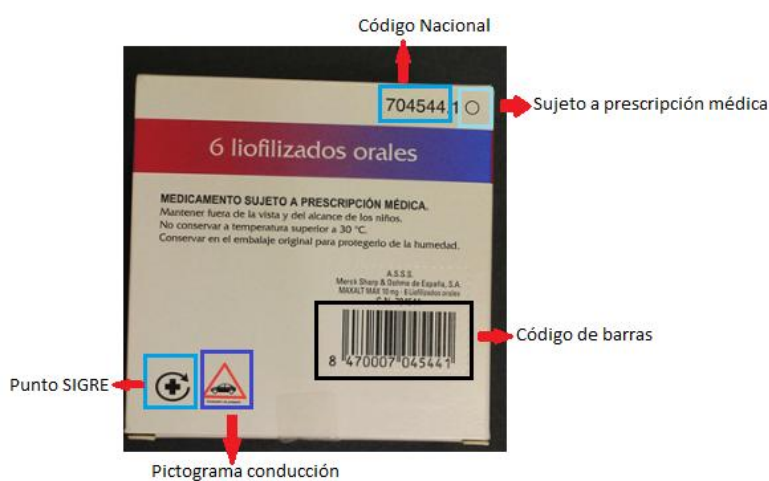 Código Nacional
704544.1
Sujeto a prescripción médica
6 liofilizados orales
MEDICAMENTO SUJETO A PRESCRIPCIÓN MÉDICA.
Mantener fuera de la vista y del alcance de los niños.
No conservar a temperatura superior a 30 °C.
Conservar en el embalaje original para protegerlo de la humedad.
A.S.S.S.
Merck Sharp & Dohme de España, S.A.
MAXALT MAX 10 mg - 6 Liofilizados orales
Código de barras
8 470007 045441
Punto SIGRE
Pictograma conducción